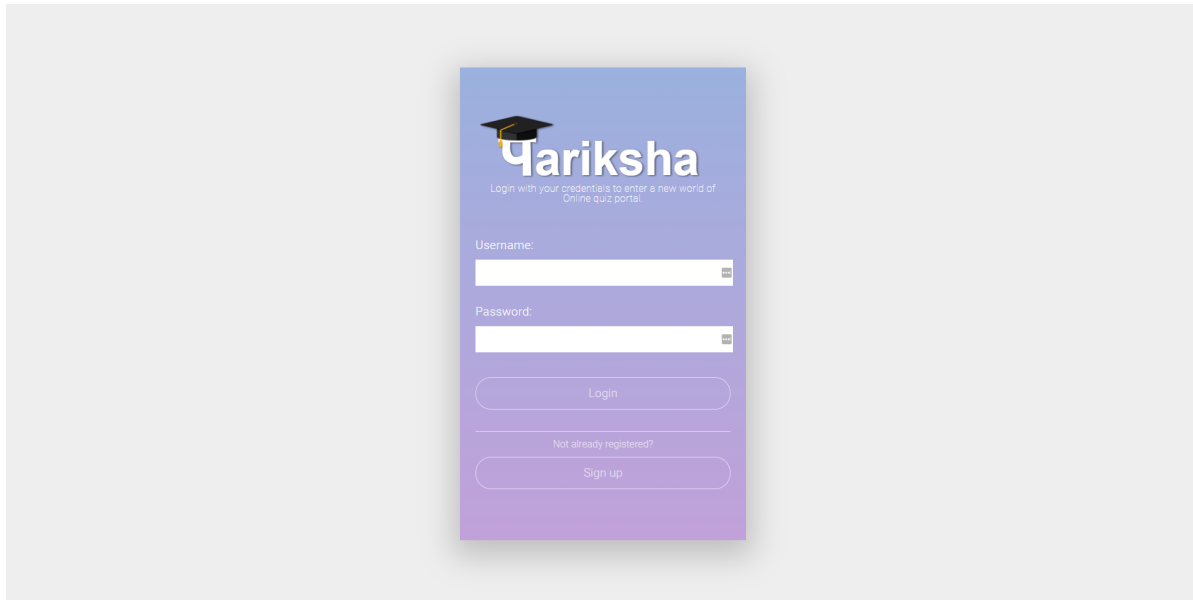 पariksha
Login with your credentials to enter a new world of
Online quiz portal
Username:
Password:
Login
Not already registered?
Sign up